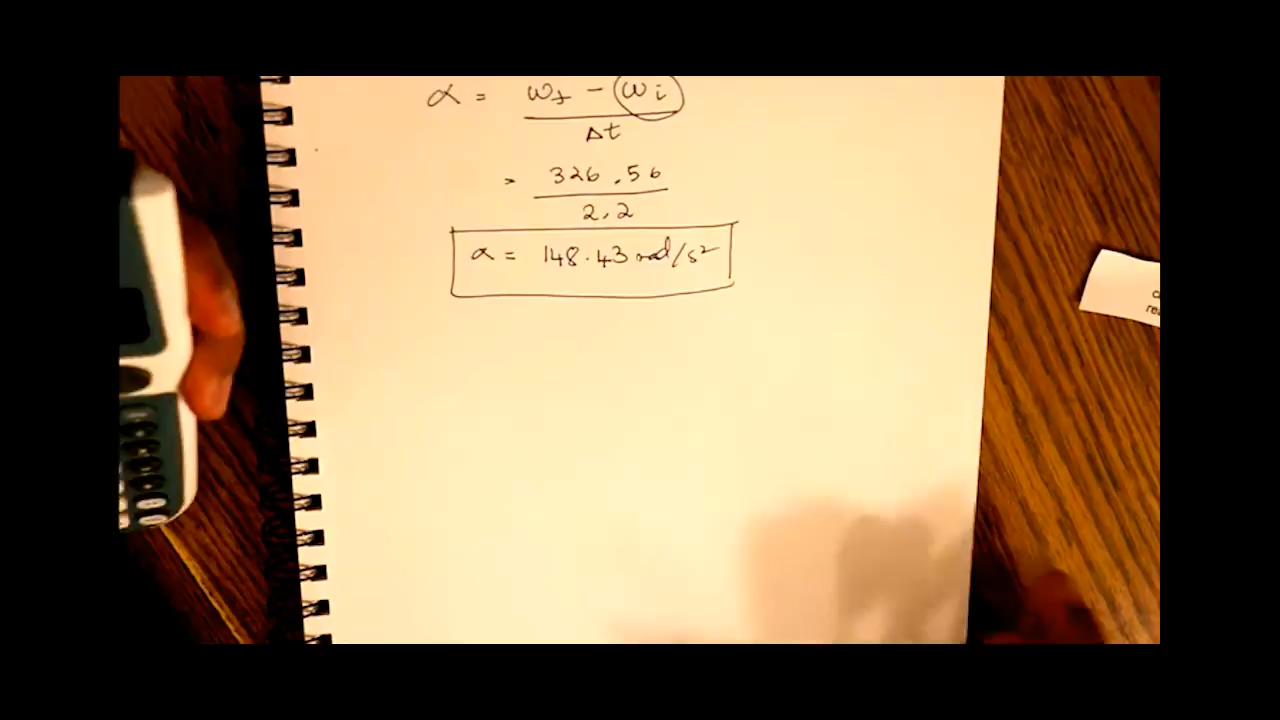 α = ωf - ωi
Δt
= 326.56
2.2
α = 148.43 rad/s²